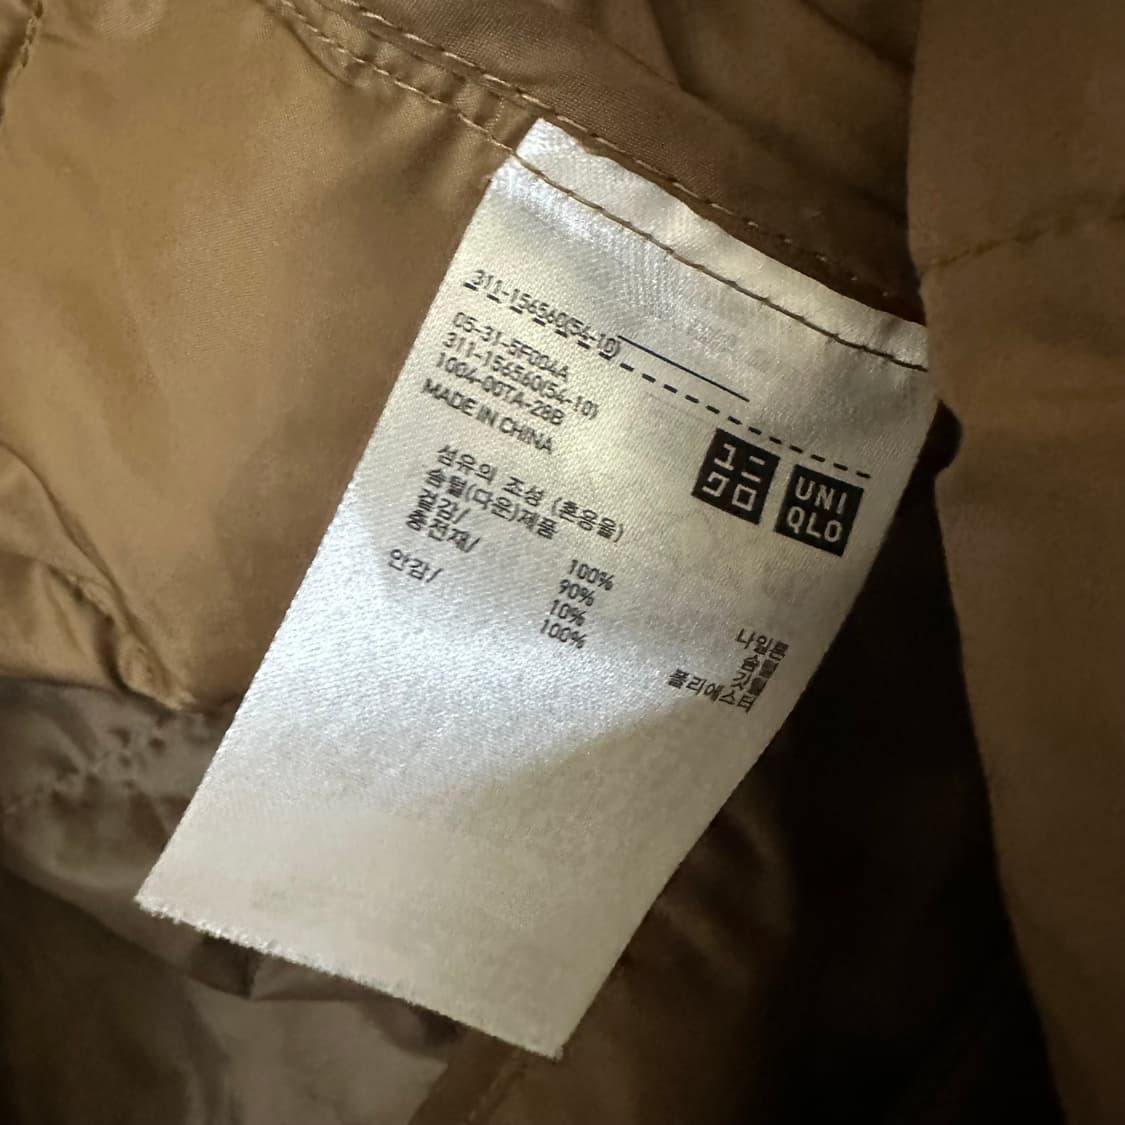 311-156560(54-10)
05-31-5F004A
311-156560(54-10)
1004-007A-28B
MADE IN CHINA
ユニ
クロ
UNI
QLO
섬유의 조성 (혼용율)
솜털(다운)제품
겉감/ 100% 나일론
충전재/ 90% 솜털
10% 깃털
안감/ 100% 폴리에스터